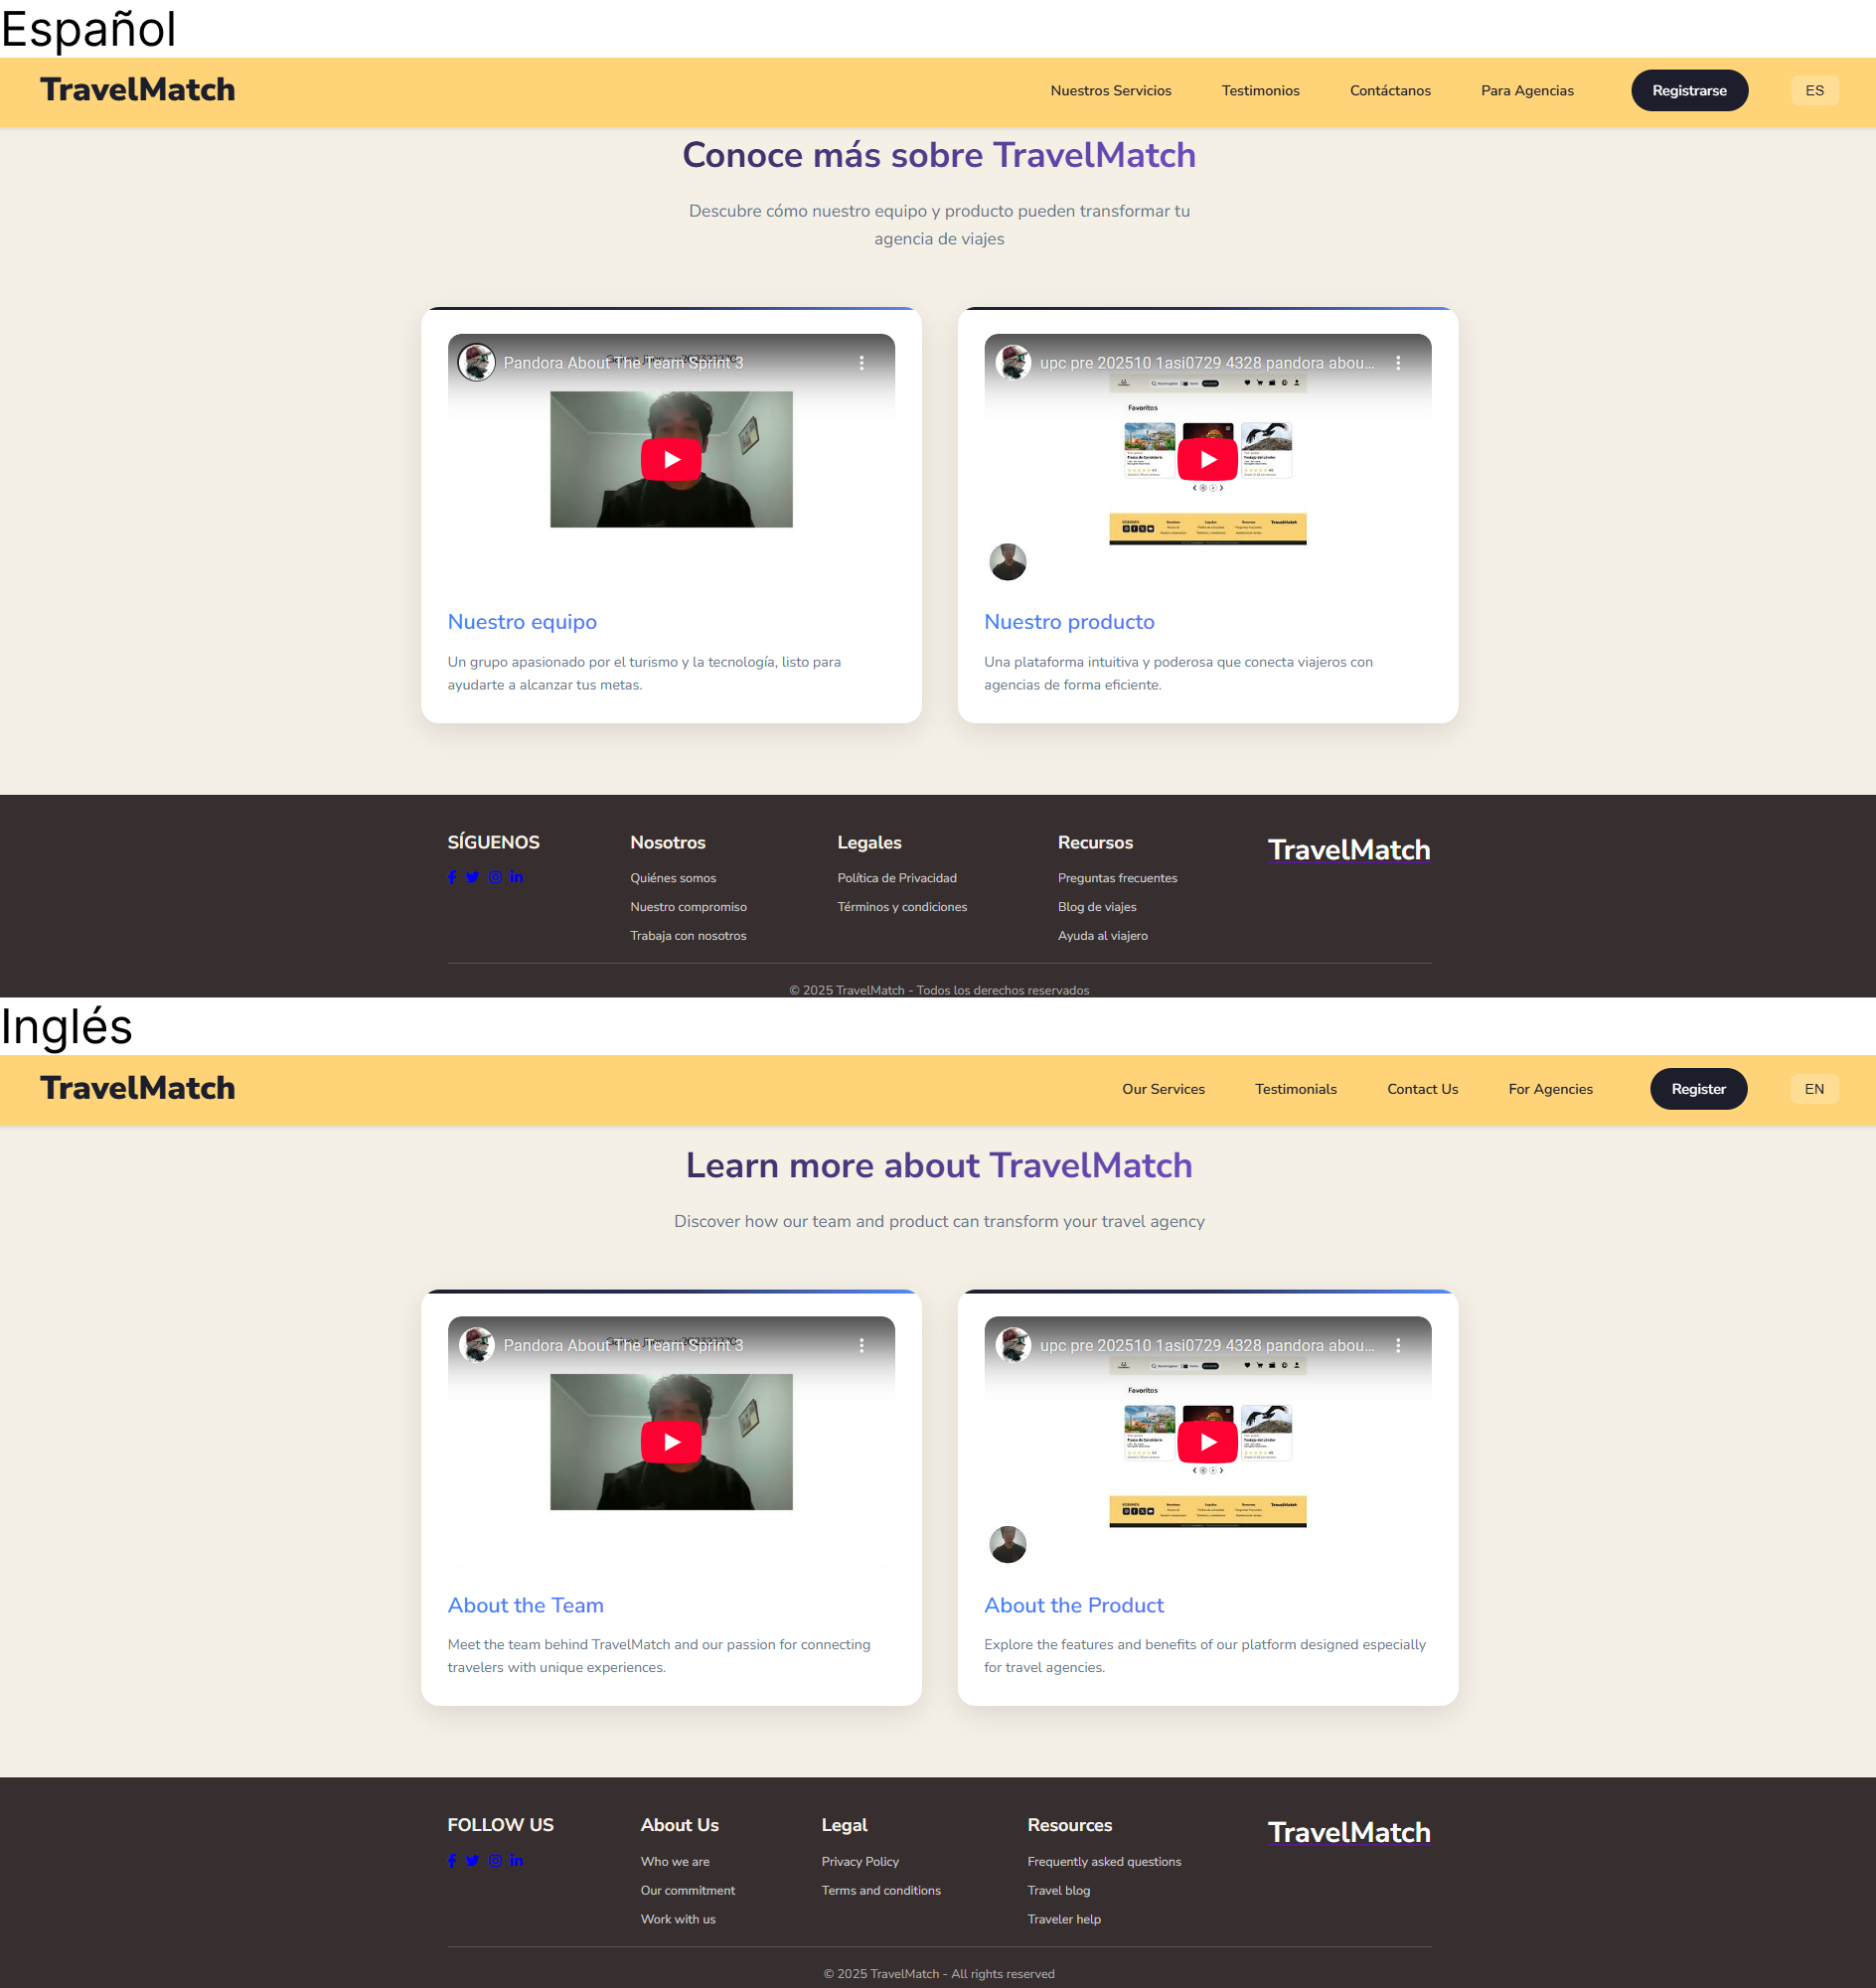 Español
TravelMatch
Nuestros Servicios
Testimonios
Contáctanos
Para Agencias
Registrarse
ES
Conoce más sobre TravelMatch
Descubre cómo nuestro equipo y producto pueden transformar tu
agencia de viajes
Pandora About The Team Sprint 3
upc pre 202510 1asi0729 4328 pandora abou...
Favoritos
Nuestro equipo
Un grupo apasionado por el turismo y la tecnología, listo para
ayudarte a alcanzar tus metas.
Nuestro producto
Una plataforma intuitiva y poderosa que conecta viajeros con
agencias de forma eficiente.
SÍGUENOS
Nosotros
Quiénes somos
Nuestro compromiso
Trabaja con nosotros
Legales
Política de Privacidad
Términos y condiciones
Recursos
Preguntas frecuentes
Blog de viajes
Ayuda al viajero
TravelMatch
© 2025 TravelMatch - Todos los derechos reservados
Inglés
TravelMatch
Our Services
Testimonials
Contact Us
For Agencies
Register
EN
Learn more about TravelMatch
Discover how our team and product can transform your travel agency
Pandora About The Team Sprint 3
upc pre 202510 1asi0729 4328 pandora abou...
Favoritos
About the Team
Meet the team behind TravelMatch and our passion for connecting
travelers with unique experiences.
About the Product
Explore the features and benefits of our platform designed especially
for travel agencies.
FOLLOW US
About Us
Who we are
Our commitment
Work with us
Legal
Privacy Policy
Terms and conditions
Resources
Frequently asked questions
Travel blog
Traveler help
TravelMatch
© 2025 TravelMatch - All rights reserved